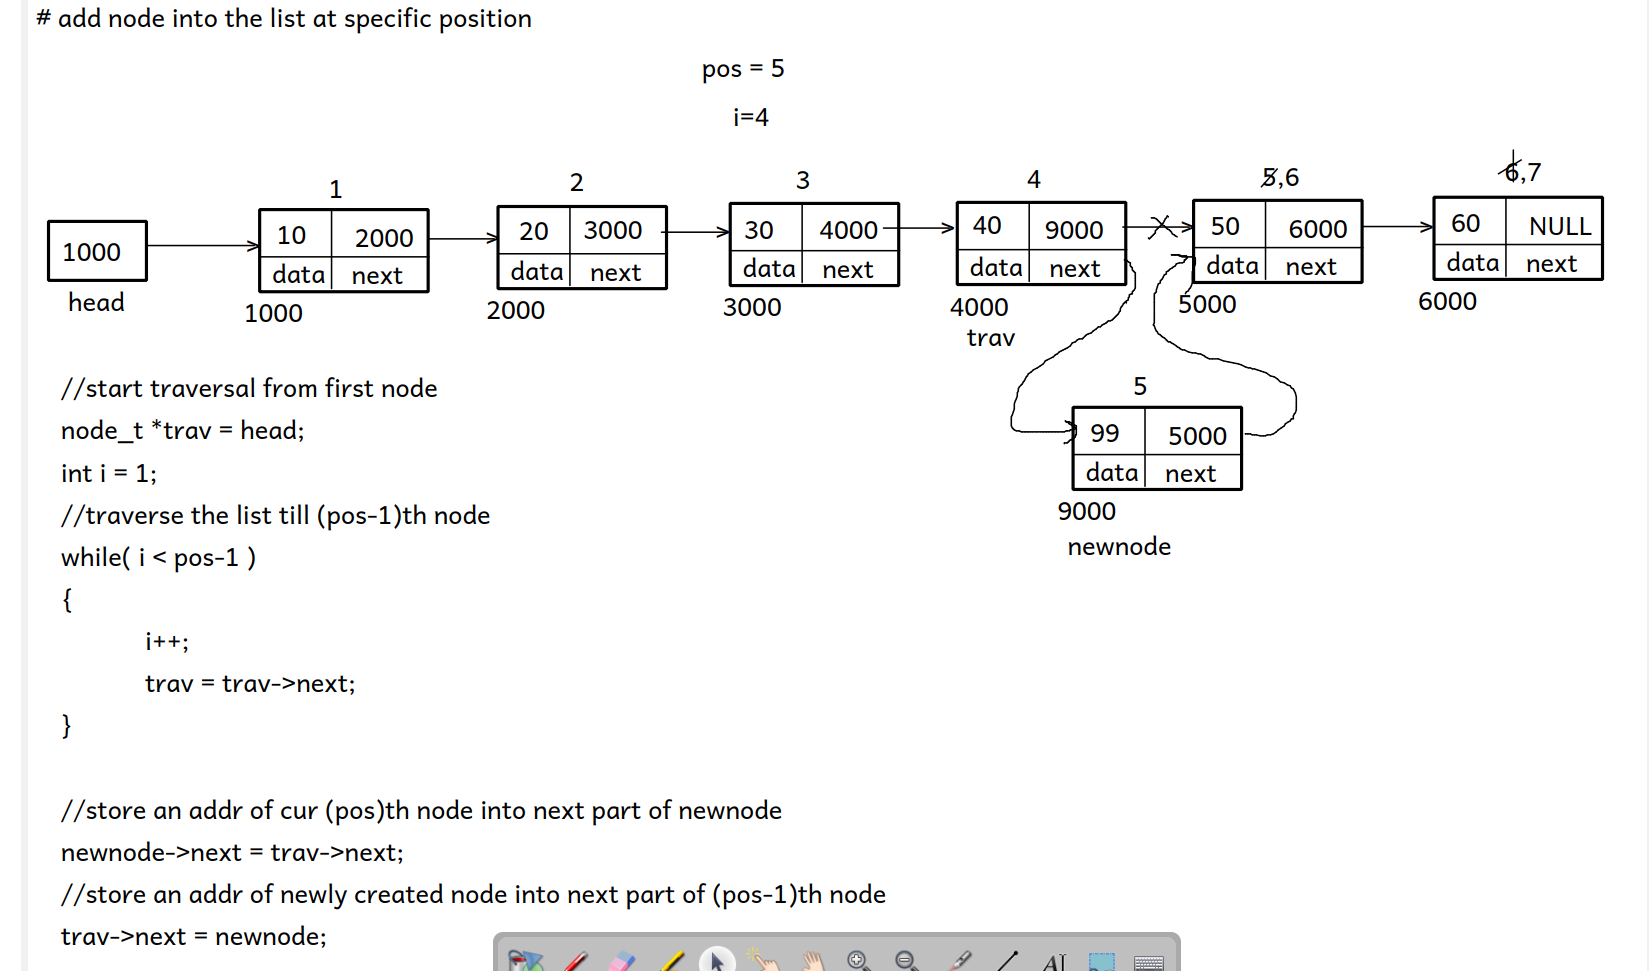 # add node into the list at specific position
pos = 5
i=4
1 2 3 4 5,6 6,7
1000 10 2000 20 3000 30 4000 40 9000 50 6000 60 NULL
data next data next data next data next data next data next
head 1000 2000 3000 4000 5000 6000
trav
//start traversal from first node
5
node_t *trav = head;
99 5000
int i = 1;
data next
//traverse the list till (pos-1)th node
9000
while( i < pos-1 )
newnode
{
i++;
trav = trav->next;
}
//store an addr of cur (pos)th node into next part of newnode
newnode->next = trav->next;
//store an addr of newly created node into next part of (pos-1)th node
trav->next = newnode;
AI